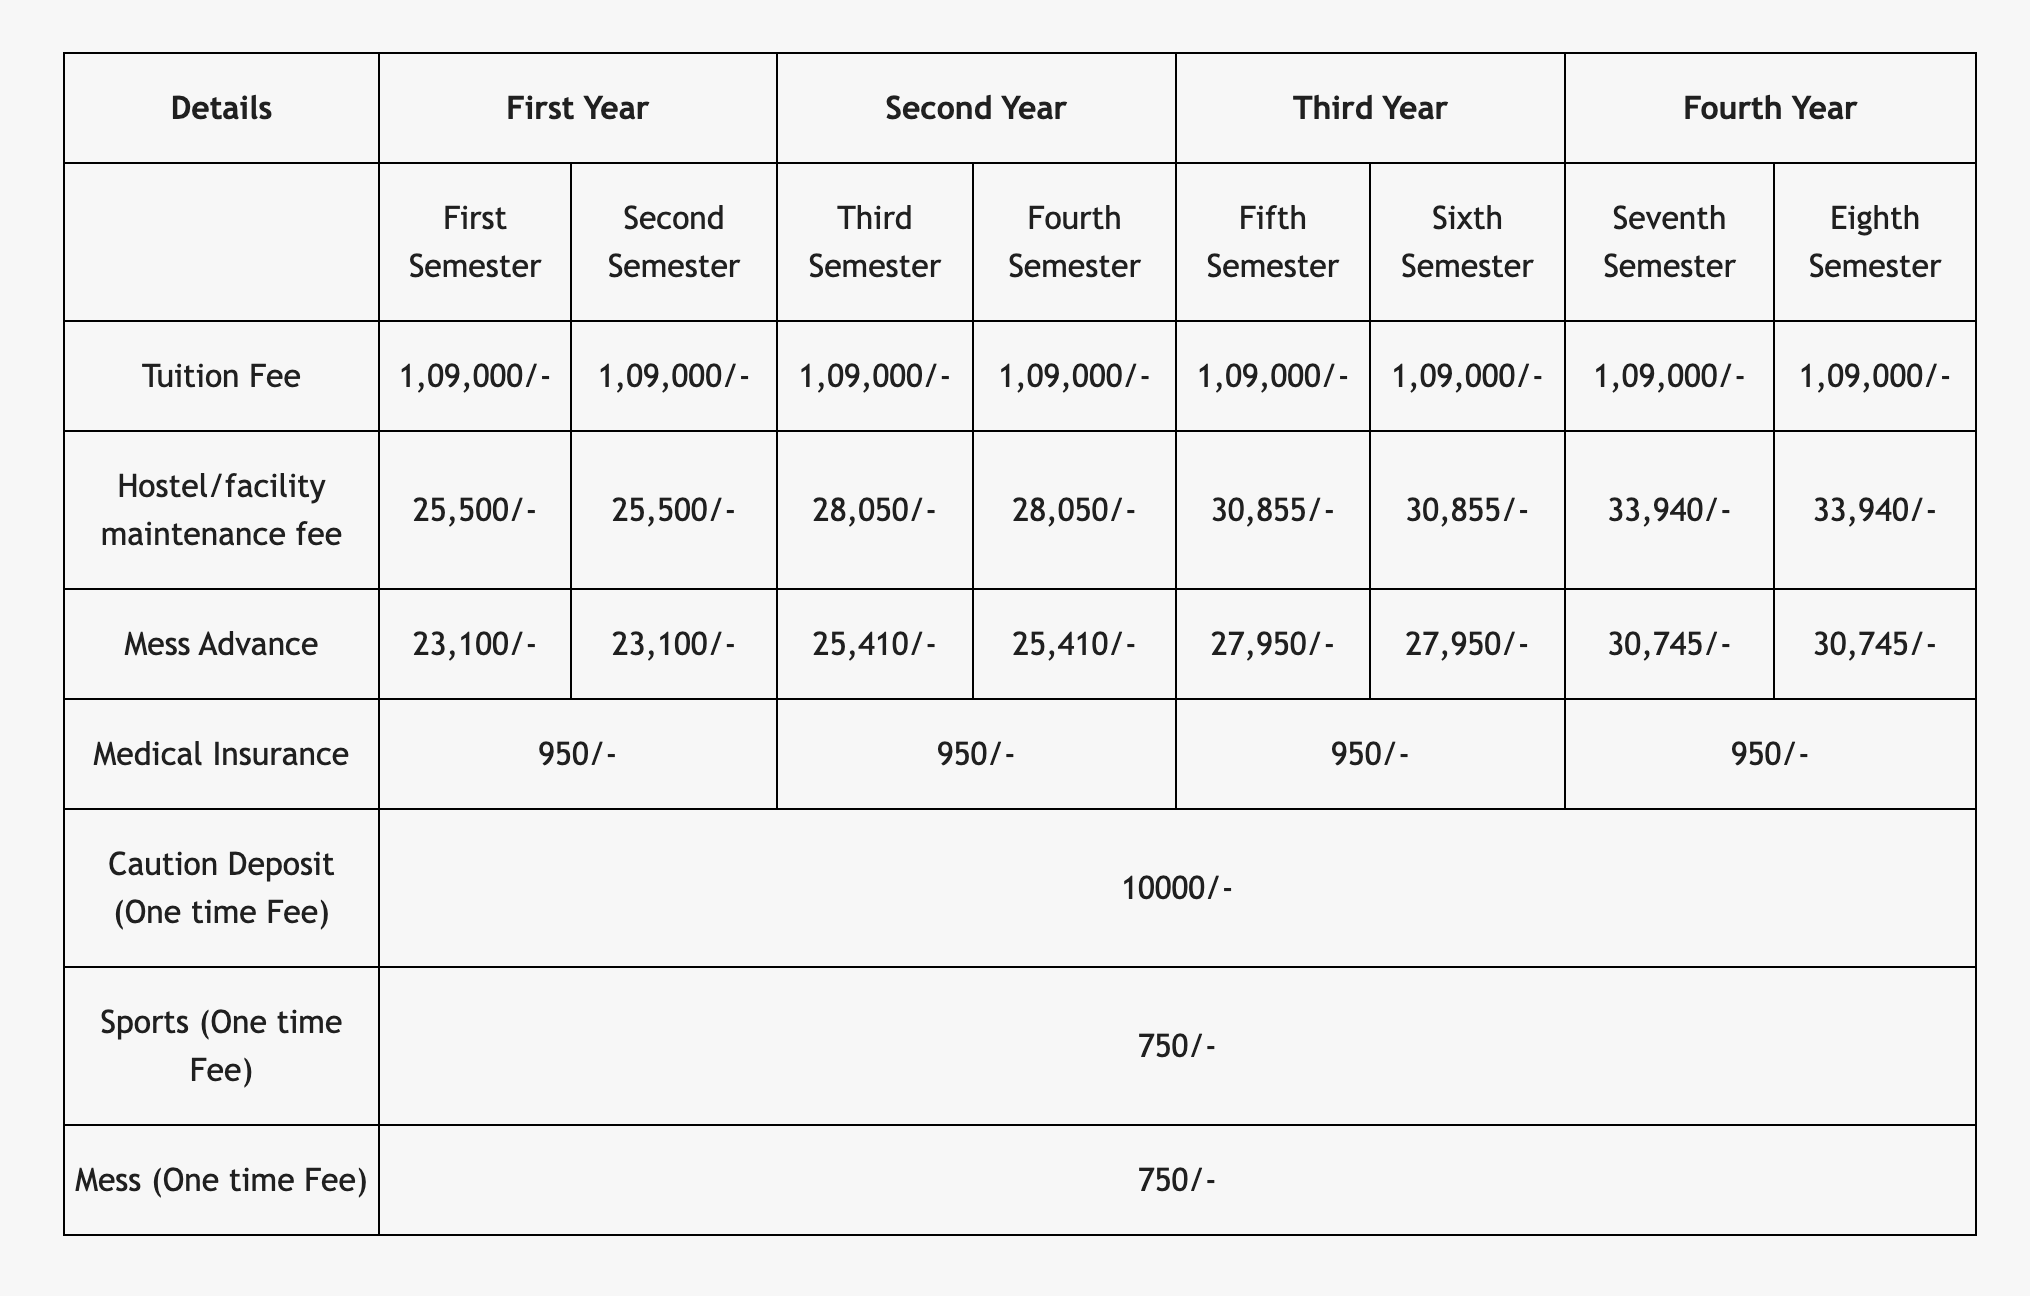 Details First Year Second Year Third Year Fourth Year
First Second Third Fourth Fifth Sixth Seventh Eighth
Semester Semester Semester Semester Semester Semester Semester Semester
Tuition Fee 1,09,000/- 1,09,000/- 1,09,000/- 1,09,000/- 1,09,000/- 1,09,000/- 1,09,000/- 1,09,000/-
Hostel/facility
maintenance fee 25,500/- 25,500/- 28,050/- 28,050/- 30,855/- 30,855/- 33,940/- 33,940/-
Mess Advance 23,100/- 23,100/- 25,410/- 25,410/- 27,950/- 27,950/- 30,745/- 30,745/-
Medical Insurance 950/- 950/- 950/- 950/-
Caution Deposit
(One time Fee) 10000/-
Sports (One time
Fee) 750/-
Mess (One time Fee) 750/-